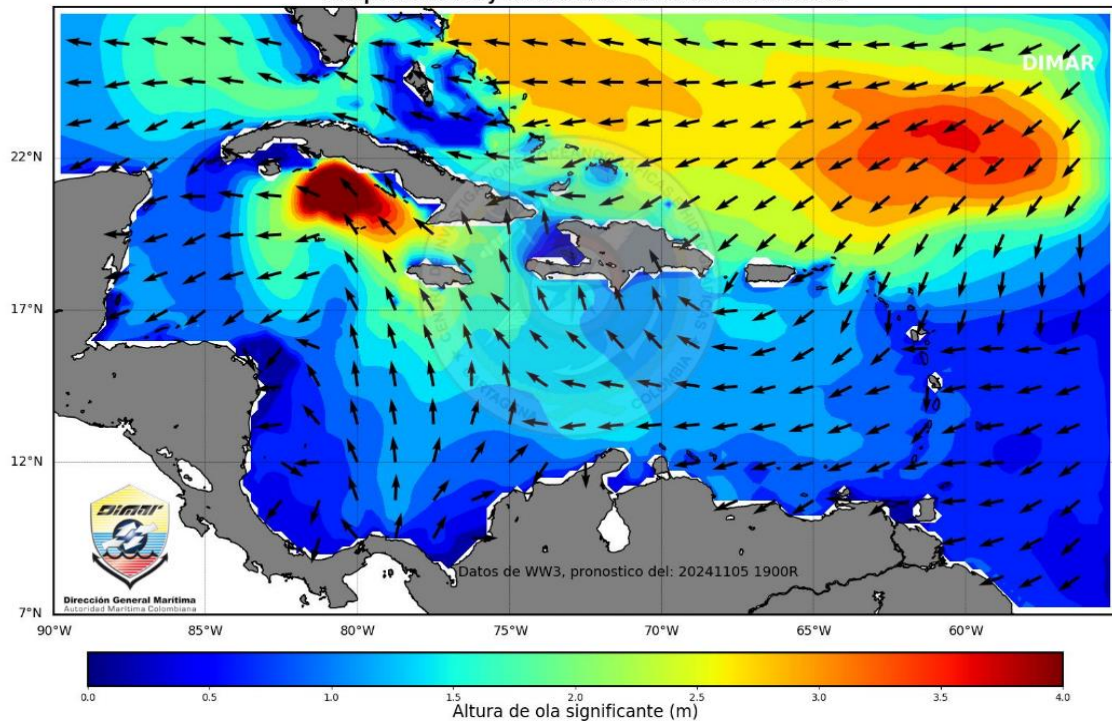 DIMAR
22°N
17°N
12°N
7°N
Dimar
Dirección General Marítima
Autoridad Marítima Colombiana
Datos de WW3, pronostico del: 20241105 1900R
90°W 85°W 80°W 75°W 70°W 65°W 60°W
0.0 0.5 1.0 1.5 2.0 2.5 3.0 3.5 4.0
Altura de ola significante (m)